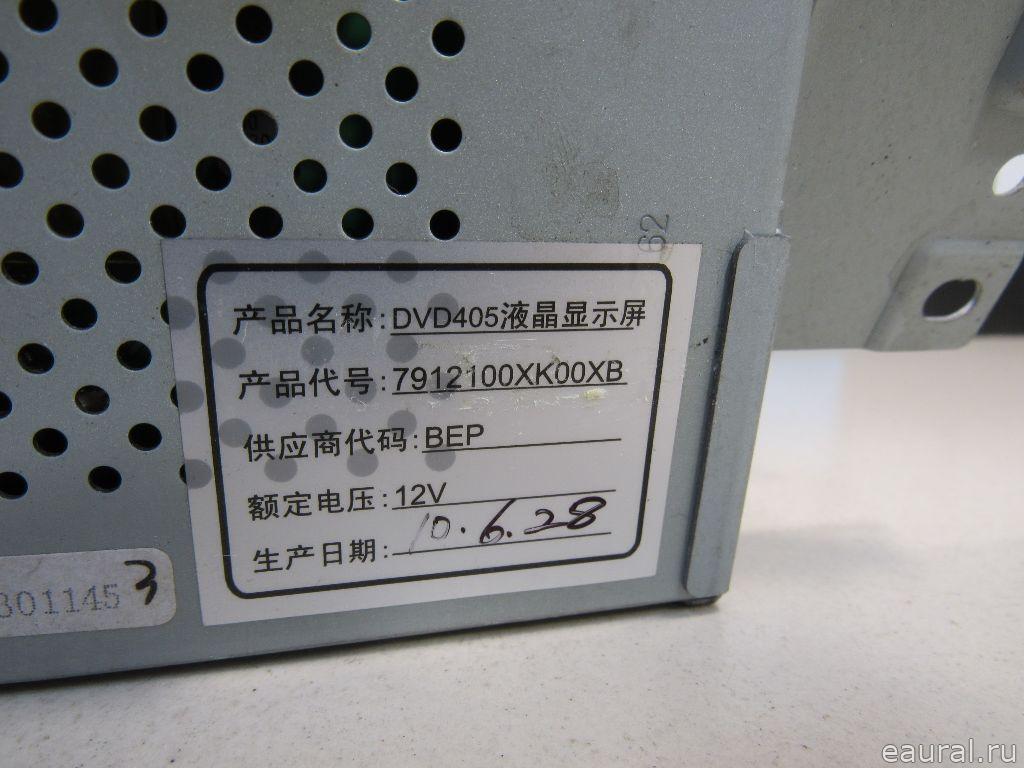 62
产品名称:DVD405液晶显示屏
产品代号:7912100XK00XB
供应商代码:BEP
额定电压:12V
生产日期:10.6.28
3011453
eaural.ru